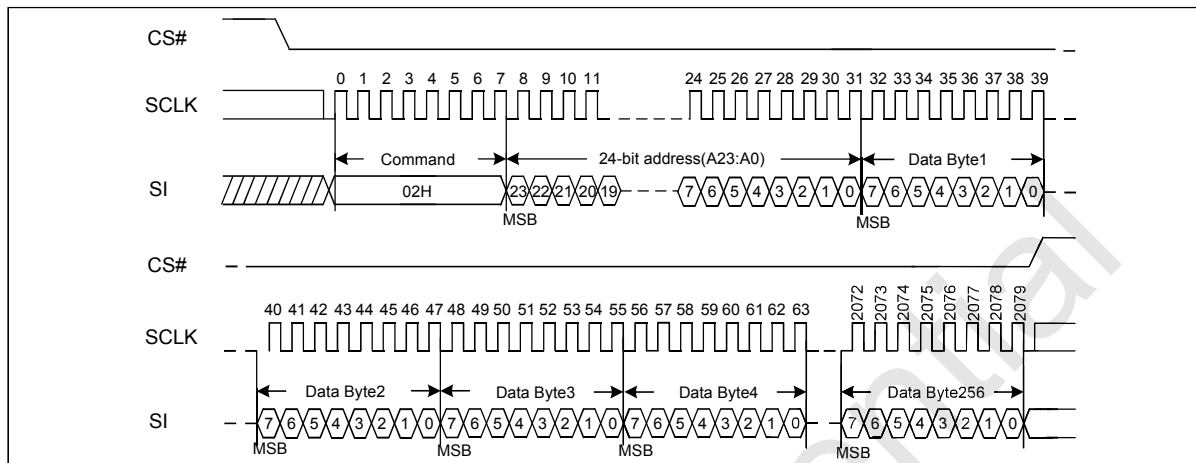 CS#
0 1 2 3 4 5 6 7 8 9 10 11 24 25 26 27 28 29 30 31 32 33 34 35 36 37 38 39
SCLK
Command 24-bit address(A23:A0) Data Byte1
SI 02H 23 22 21 20 19 7 6 5 4 3 2 1 0 7 6 5 4 3 2 1 0
MSB MSB
CS#
40 41 42 43 44 45 46 47 48 49 50 51 52 53 54 55 56 57 58 59 60 61 62 63 2072 2073 2074 2075 2076 2077 2078 2079
SCLK
Data Byte2 Data Byte3 Data Byte4 Data Byte256
SI 7 6 5 4 3 2 1 0 7 6 5 4 3 2 1 0 7 6 5 4 3 2 1 0 7 6 5 4 3 2 1 0
MSB MSB MSB MSB